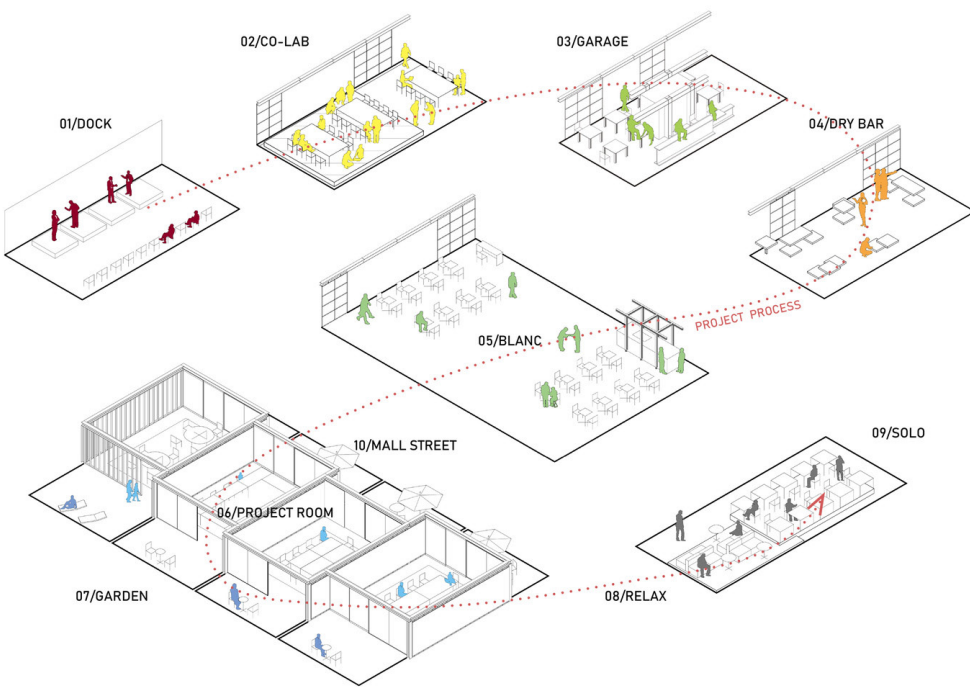 02/CO-LAB
03/GARAGE
01/DOCK
04/DRY BAR
PROJECT PROCESS
05/BLANC
10/MALL STREET
09/SOLO
06/PROJECT ROOM
07/GARDEN
08/RELAX